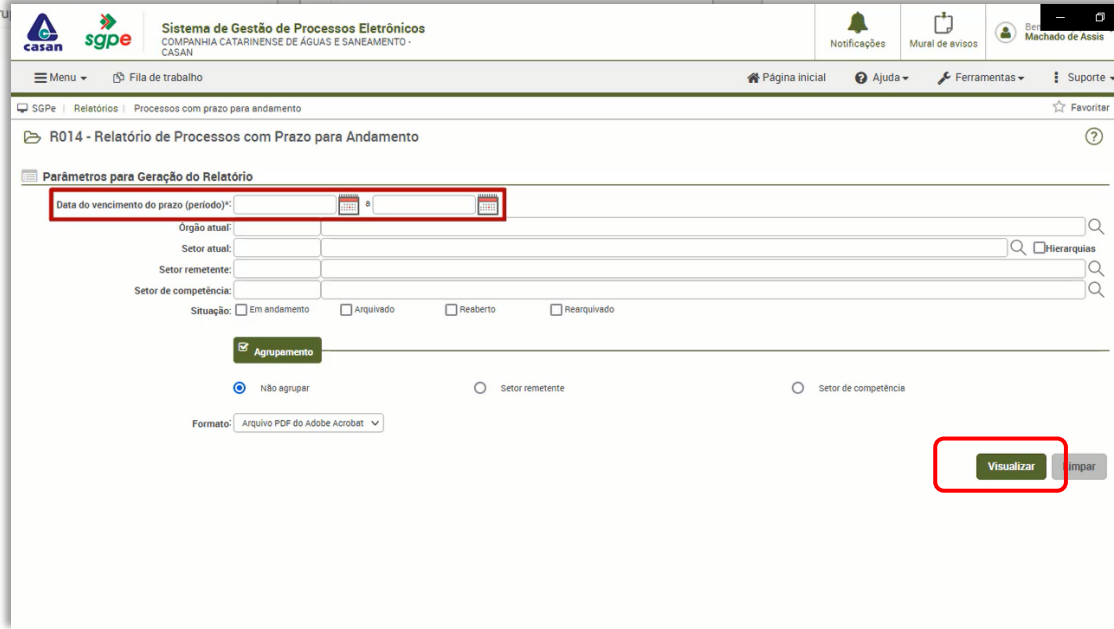 casan
sgpe
Sistema de Gestão de Processos Eletrônicos
COMPANHIA CATARINENSE DE ÁGUAS E SANEAMENTO -
CASAN
Notificações
Mural de avisos
Machado de Assis
Menu
Fila de trabalho
Página inicial
Ajuda
Ferramentas
Suporte
SGPe | Relatórios | Processos com prazo para andamento
Favoritar
R014 - Relatório de Processos com Prazo para Andamento
?
Parâmetros para Geração do Relatório
Data do vencimento do prazo (período)*: a
Órgão atual:
Setor atual: Hierarquias
Setor remetente:
Setor de competência:
Situação: Em andamento Arquivado Reaberto Rearquivado
Agrupamento
Não agrupar Setor remetente Setor de competência
Formato: Arquivo PDF do Adobe Acrobat
Visualizar Limpar